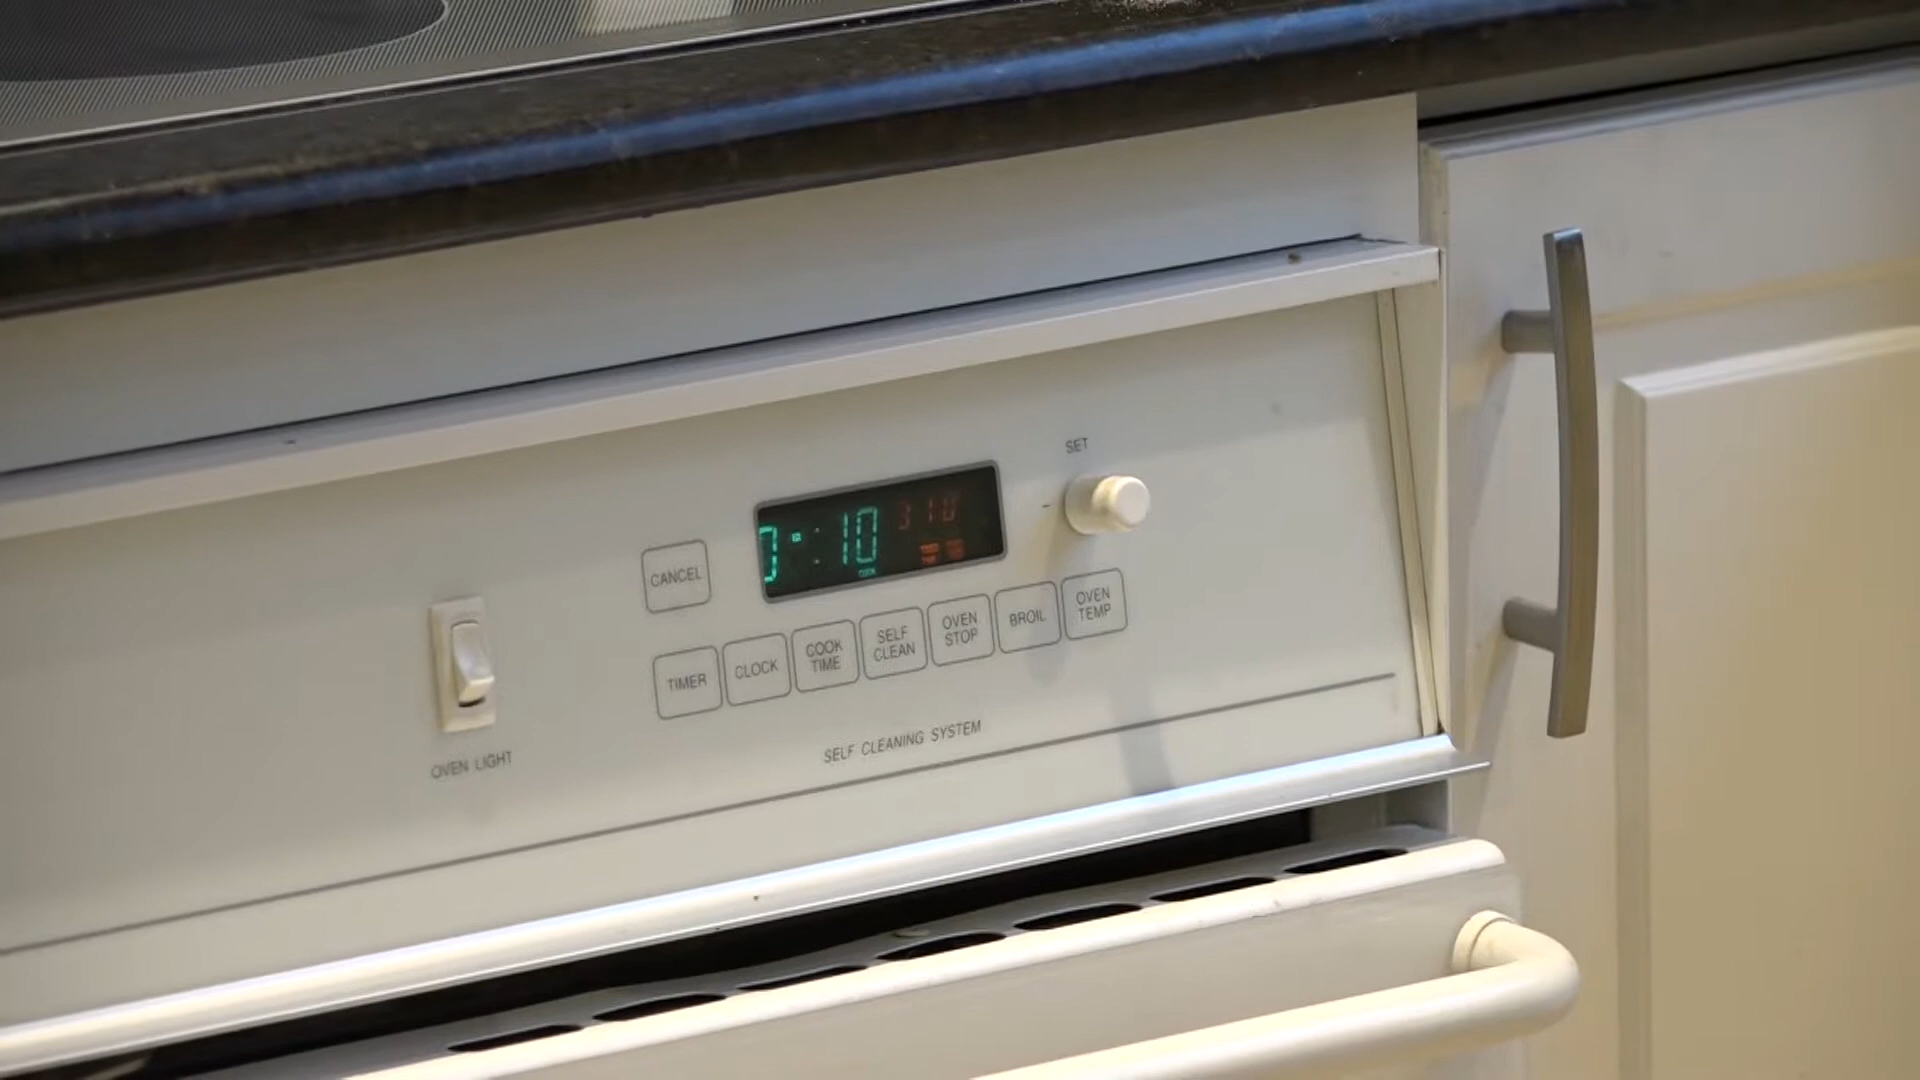 SET
:10
310
COOK
CANCEL
TIMER
CLOCK
COOK TIME
SELF CLEAN
OVEN STOP
BROIL
OVEN TEMP
OVEN LIGHT
SELF CLEANING SYSTEM